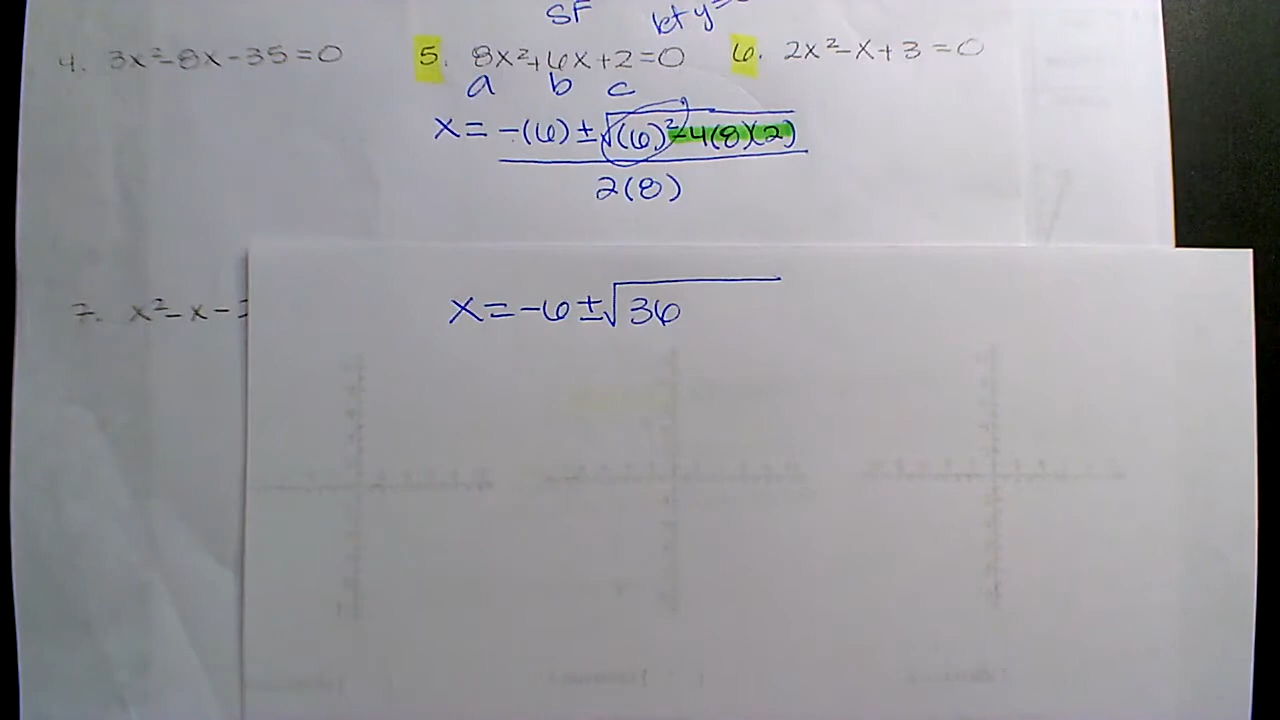 SF let y=
4. 3x²-8x-35=0 5. 8x²+6x+2=0 6. 2x²-x+3=0
a b c
x= -(6)±√(6)²-4(8)(2)
2(8)
7. x²-x-
x=-6±√36